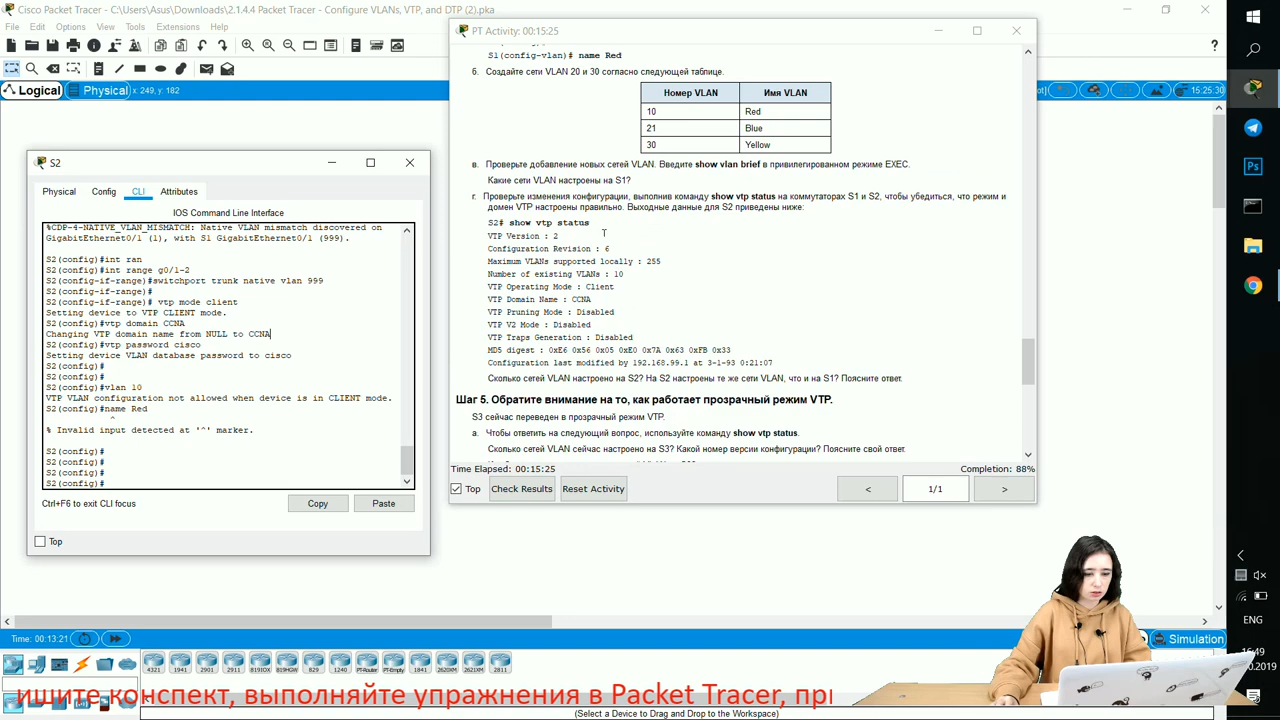 Cisco Packet Tracer - C:\Users\Asus\Downloads\2.1.4.4 Packet Tracer - Configure VLANs, VTP, and DTP (2).pka
File Edit Options View Tools Extensions Help
Logical Physical x: 249, y: 182
15:25:30
PT Activity: 00:15:25
S1(config-vlan)# name Red
б. Создайте сети VLAN 20 и 30 согласно следующей таблице.
Номер VLAN Имя VLAN
10 Red
21 Blue
30 Yellow
в. Проверьте добавление новых сетей VLAN. Введите show vlan brief в привилегированном режиме EXEC.
Какие сети VLAN настроены на S1?
г. Проверьте изменения конфигурации, выполнив команду show vtp status на коммутаторах S1 и S2, чтобы убедиться, что режим и
домен VTP настроены правильно. Выходные данные для S2 приведены ниже:
S2# show vtp status
VTP Version : 2
Configuration Revision : 6
Maximum VLANs supported locally : 255
Number of existing VLANs : 10
VTP Operating Mode : Client
VTP Domain Name : CCNA
VTP Pruning Mode : Disabled
VTP V2 Mode : Disabled
VTP Traps Generation : Disabled
MD5 digest : 0xE6 0x56 0x05 0xE0 0x7A 0x63 0xFB 0x33
Configuration last modified by 192.168.99.1 at 3-1-93 0:21:07
Сколько сетей VLAN настроено на S2? На S2 настроены те же сети VLAN, что и на S1? Поясните ответ.
Шаг 5. Обратите внимание на то, как работает прозрачный режим VTP.
S3 сейчас переведен в прозрачный режим VTP.
а. Чтобы ответить на следующий вопрос, используйте команду show vtp status.
Сколько сетей VLAN сейчас настроено на S3? Какой номер версии конфигурации? Поясните свой ответ.
Time Elapsed: 00:15:25 Completion: 88%
Top Check Results Reset Activity < 1/1 >
S2
Physical Config CLI Attributes
IOS Command Line Interface
%CDP-4-NATIVE_VLAN_MISMATCH: Native VLAN mismatch discovered on
GigabitEthernet0/1 (1), with S1 GigabitEthernet0/1 (999).
S2(config)#int ran
S2(config)#int range g0/1-2
S2(config-if-range)#switchport trunk native vlan 999
S2(config-if-range)#
S2(config-if-range)# vtp mode client
Setting device to VTP CLIENT mode.
S2(config)#vtp domain CCNA
Changing VTP domain name from NULL to CCNA
S2(config)#vtp password cisco
Setting device VLAN database password to cisco
S2(config)#
S2(config)#
S2(config)#vlan 10
VTP VLAN configuration not allowed when device is in CLIENT mode.
S2(config)#name Red
^
% Invalid input detected at '^' marker.
S2(config)#
S2(config)#
S2(config)#
S2(config)#
Ctrl+F6 to exit CLI focus Copy Paste
Top
Time: 00:13:21 Simulation
4321 1941 2901 2911 819IOX 819HGW 829 1240 PT-Router PT-Empty 1841 2620XM 2621XM 2811
ишите конспект, выполняйте упражнения в Packet Tracer, при
(Select a Device to Drag and Drop to the Workspace)
Ps
ENG
16:49